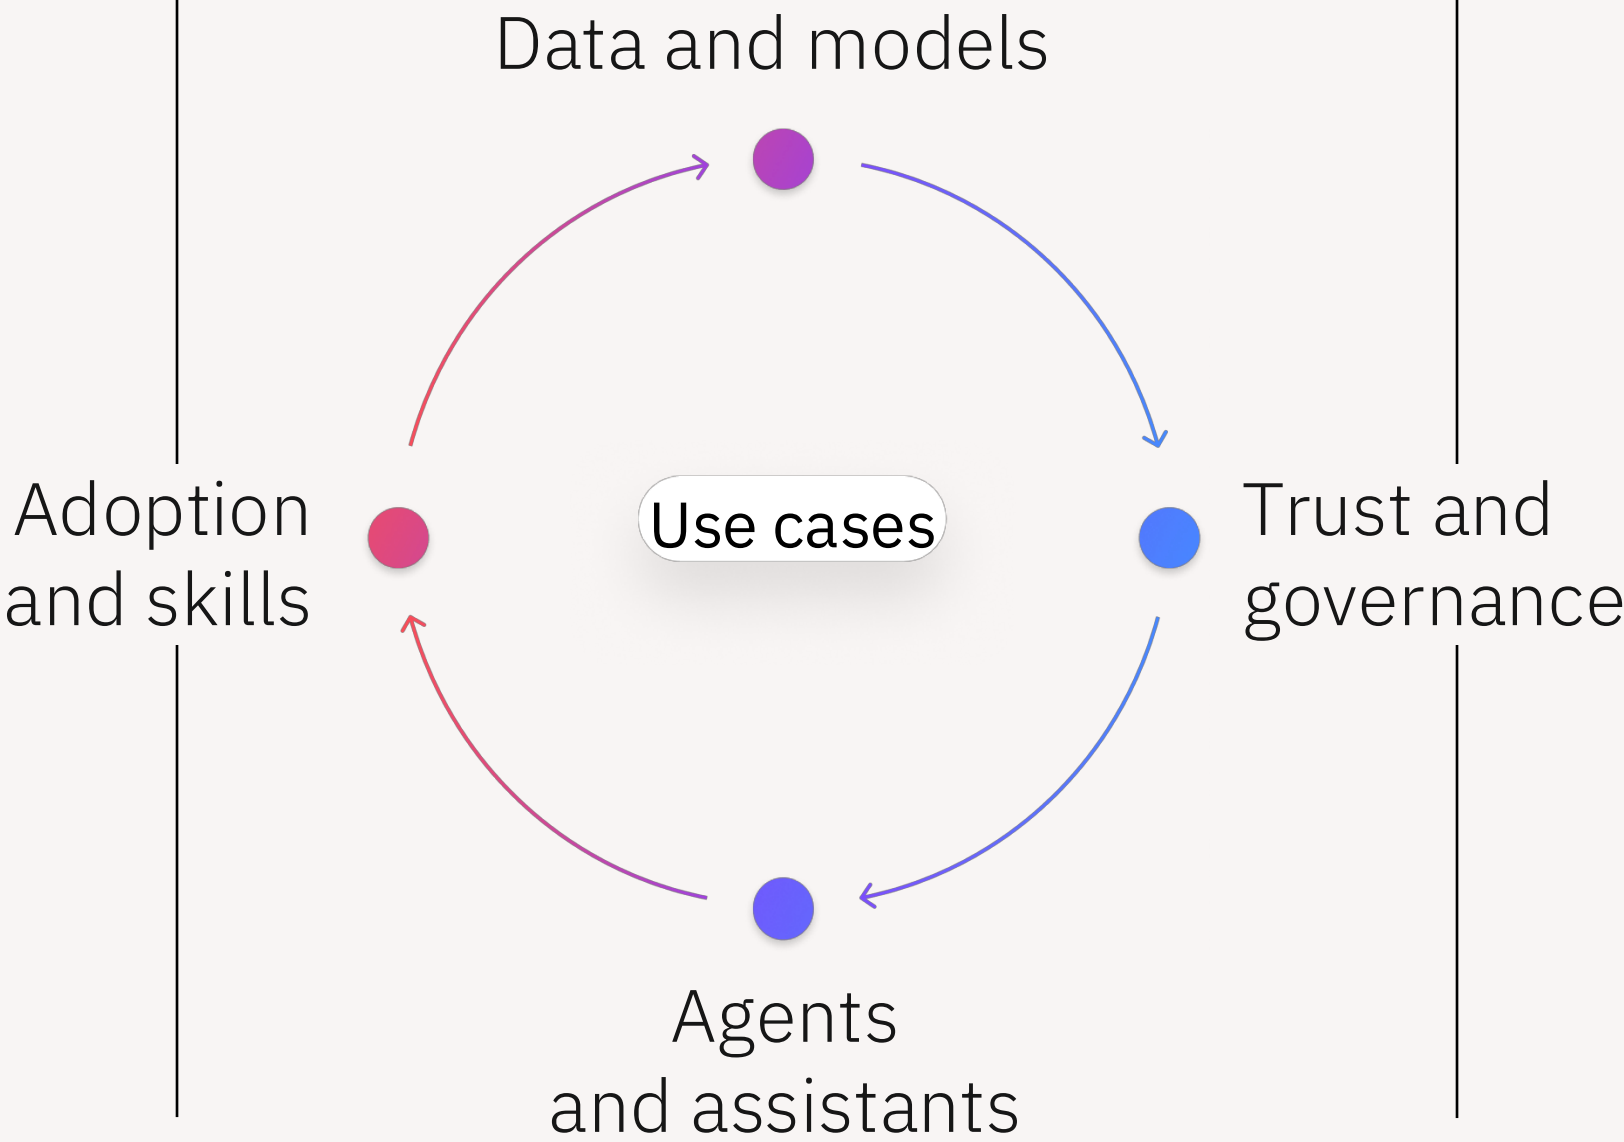 Data and models
Adoption
and skills
Use cases
Trust and
governance
Agents
and assistants